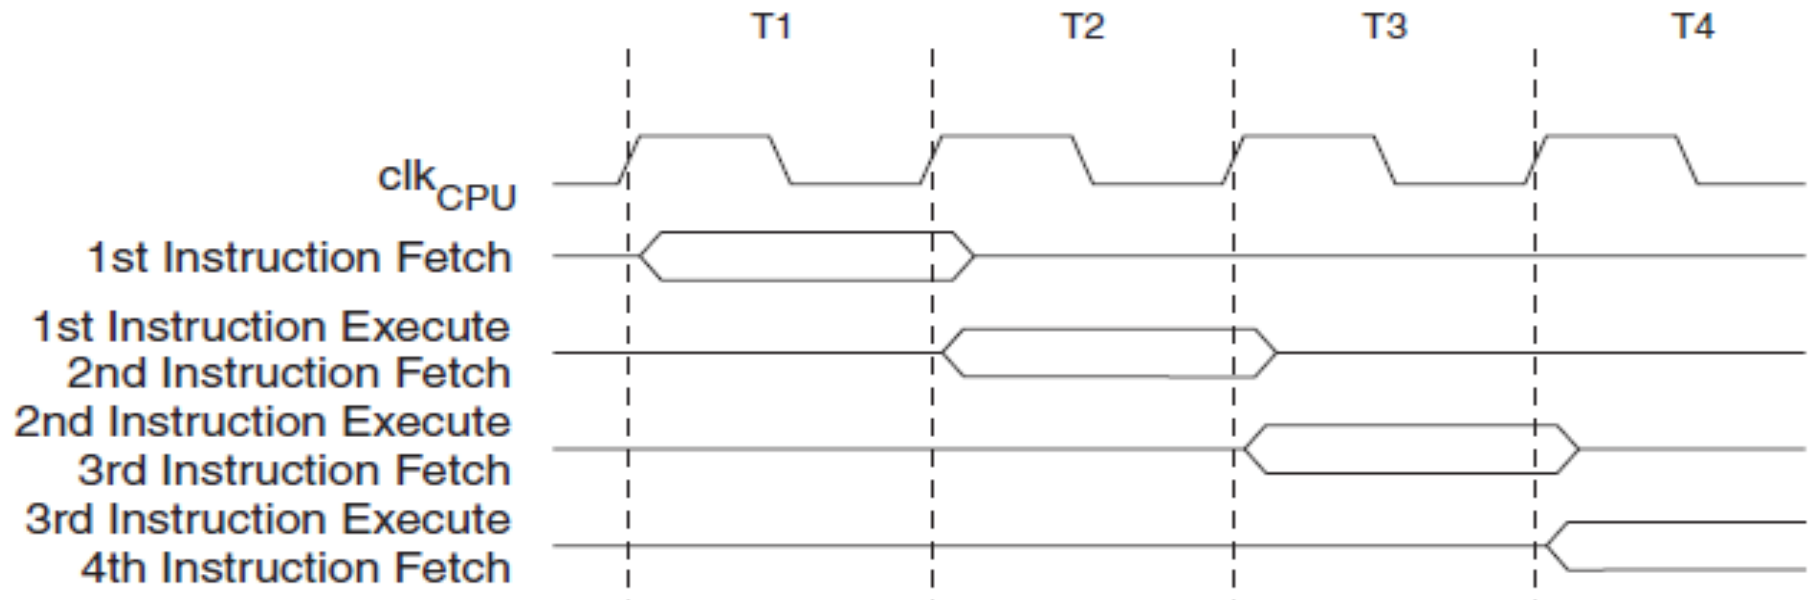 T1 T2 T3 T4
clkCPU
1st Instruction Fetch
1st Instruction Execute
2nd Instruction Fetch
2nd Instruction Execute
3rd Instruction Fetch
3rd Instruction Execute
4th Instruction Fetch